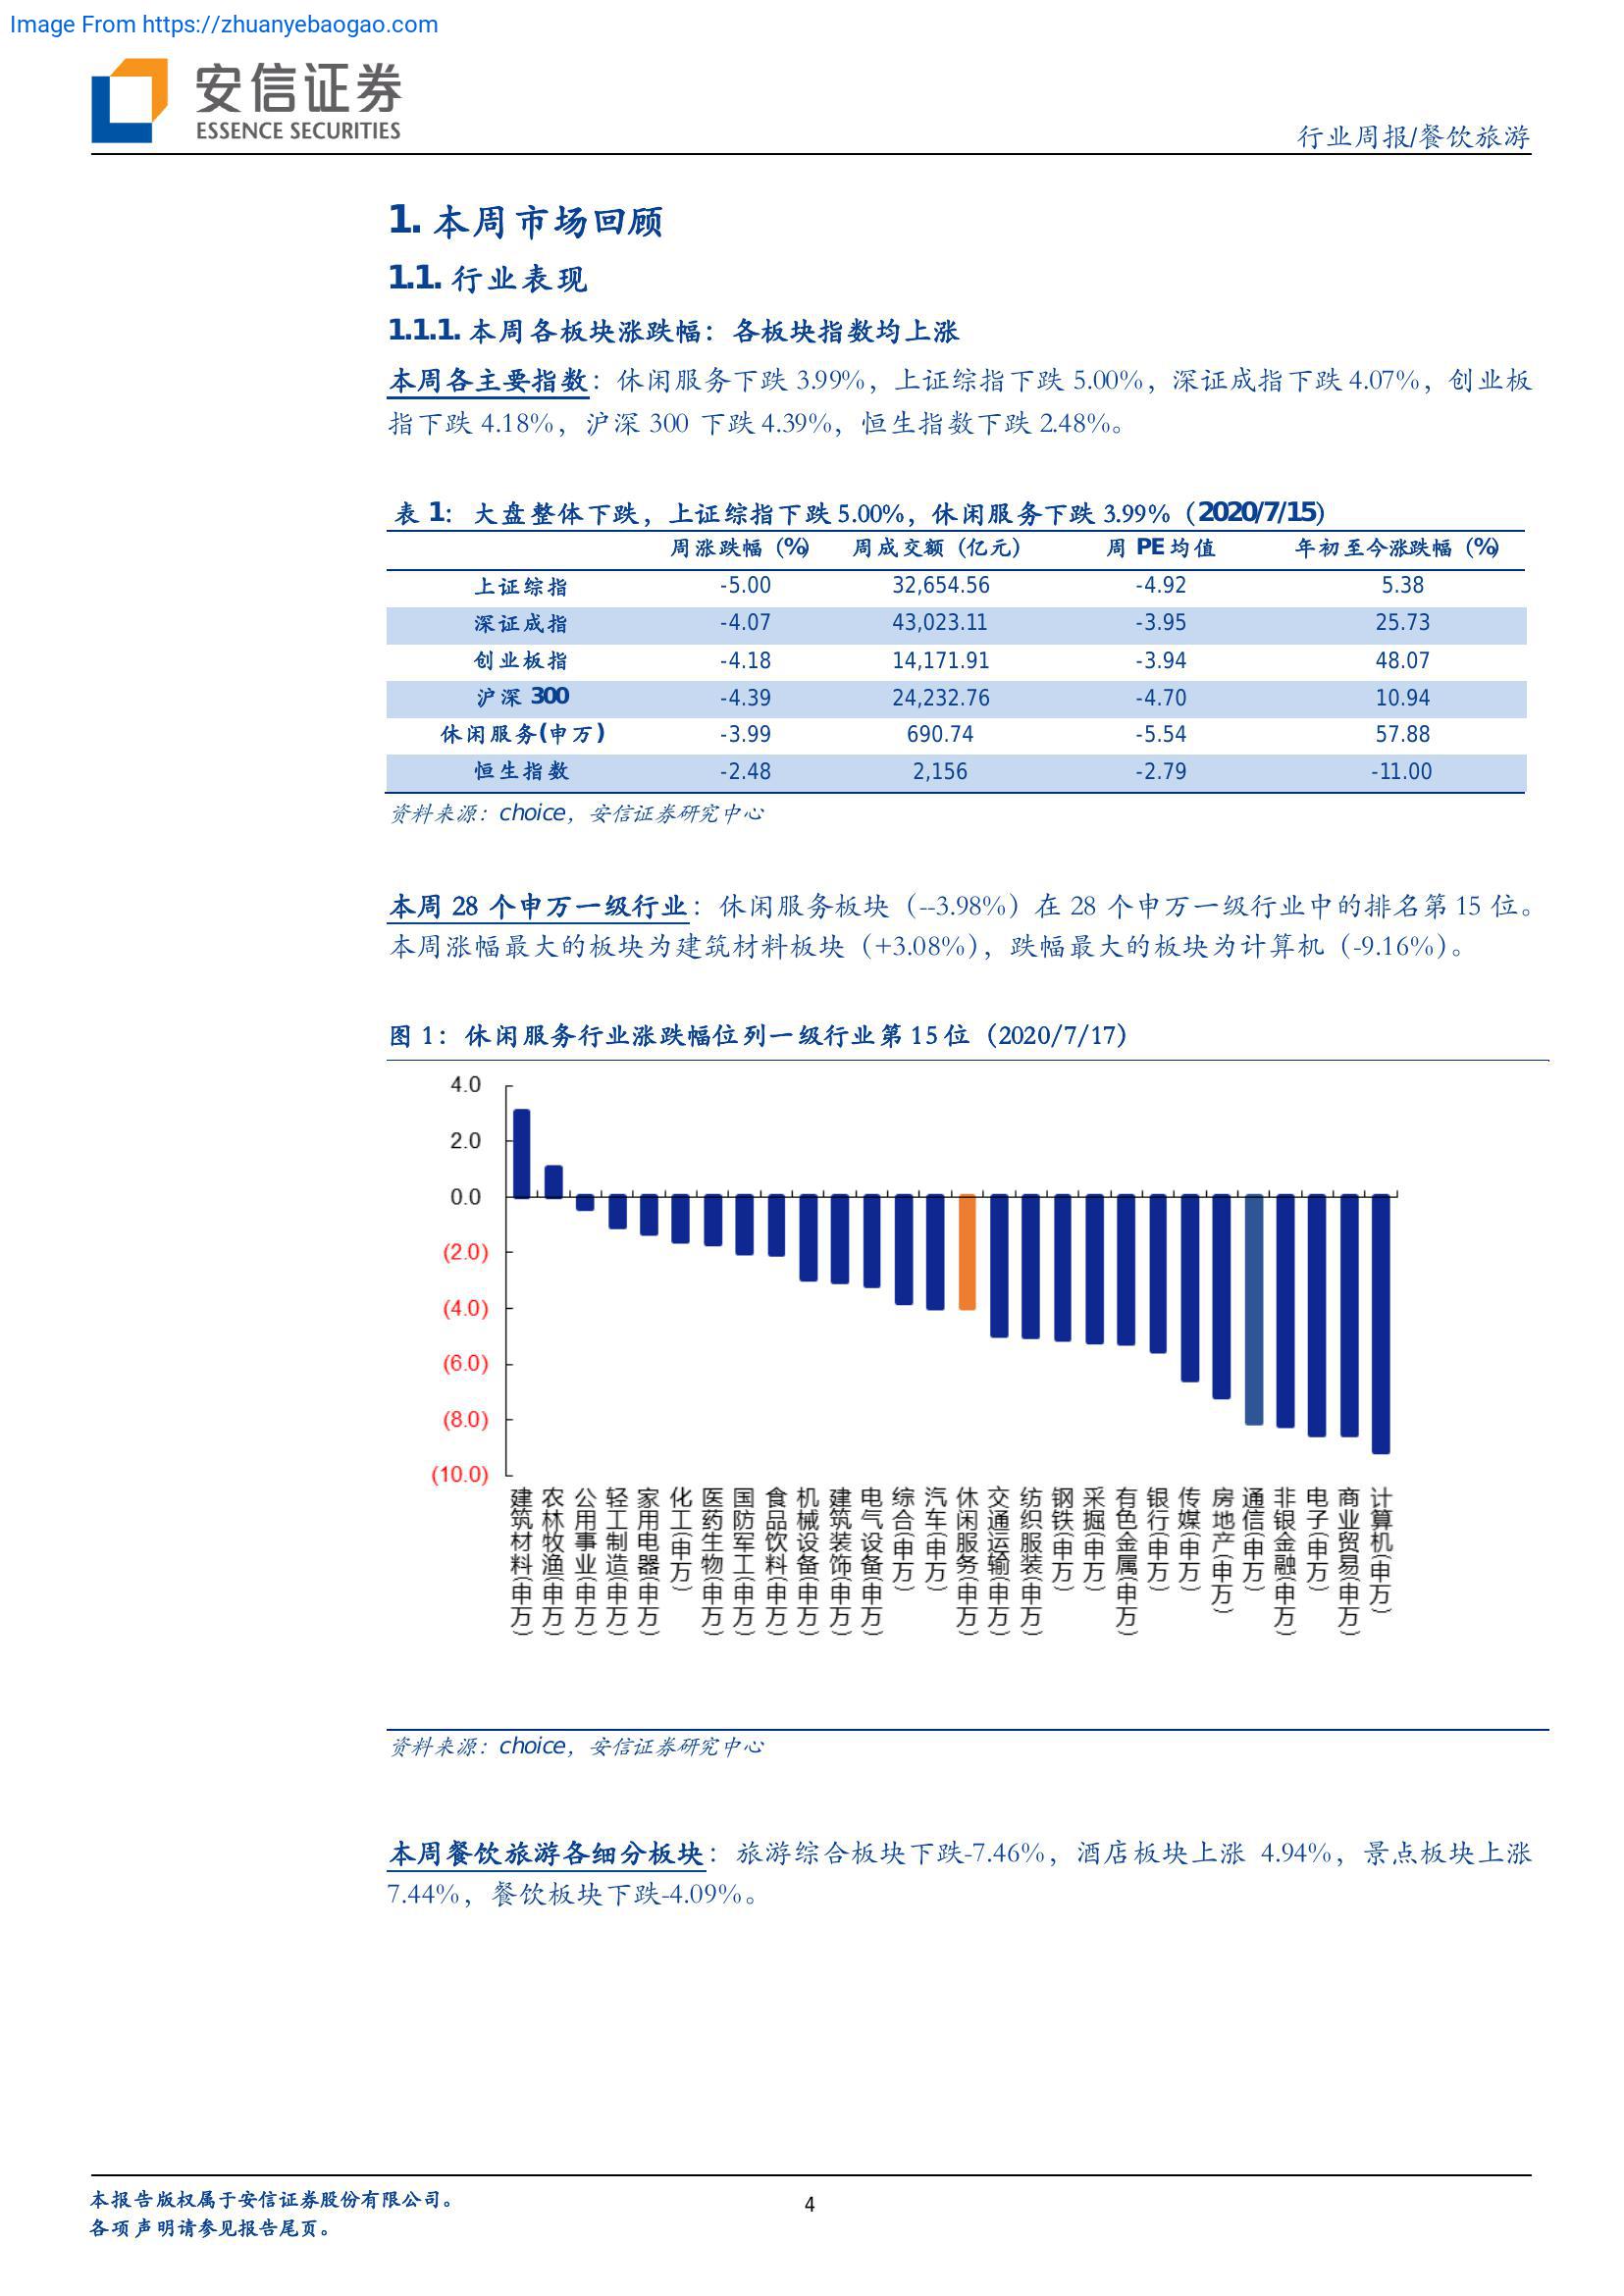 Image From https://zhuanyebaogao.com
安信证券
ESSENCE SECURITIES
行业周报/餐饮旅游
1. 本周市场回顾
1.1. 行业表现
1.1.1. 本周各板块涨跌幅：各板块指数均上涨
本周各主要指数：休闲服务下跌 3.99%，上证综指下跌 5.00%，深证成指下跌 4.07%，创业板
指下跌 4.18%，沪深 300 下跌 4.39%，恒生指数下跌 2.48%。
表 1：大盘整体下跌，上证综指下跌 5.00%，休闲服务下跌 3.99%（2020/7/15）
周涨跌幅（%） 周成交额（亿元） 周 PE 均值 年初至今涨跌幅（%）
上证综指 -5.00 32,654.56 -4.92 5.38
深证成指 -4.07 43,023.11 -3.95 25.73
创业板指 -4.18 14,171.91 -3.94 48.07
沪深 300 -4.39 24,232.76 -4.70 10.94
休闲服务(申万) -3.99 690.74 -5.54 57.88
恒生指数 -2.48 2,156 -2.79 -11.00
资料来源：choice，安信证券研究中心
本周 28 个申万一级行业：休闲服务板块（--3.98%）在 28 个申万一级行业中的排名第 15 位。
本周涨幅最大的板块为建筑材料板块（+3.08%），跌幅最大的板块为计算机（-9.16%）。
图 1：休闲服务行业涨跌幅位列一级行业第 15 位（2020/7/17）
4.0
2.0
0.0
(2.0)
(4.0)
(6.0)
(8.0)
(10.0)
建筑材料(申万)
农林牧渔(申万)
公用事业(申万)
轻工制造(申万)
家用电器(申万)
化工(申万)
医药生物(申万)
国防军工(申万)
食品饮料(申万)
机械设备(申万)
建筑装饰(申万)
电气设备(申万)
综合(申万)
汽车(申万)
休闲服务(申万)
交通运输(申万)
纺织服装(申万)
钢铁(申万)
采掘(申万)
有色金属(申万)
银行(申万)
传媒(申万)
房地产(申万)
通信(申万)
非银金融(申万)
电子(申万)
商业贸易(申万)
计算机(申万)
资料来源：choice，安信证券研究中心
本周餐饮旅游各细分板块：旅游综合板块下跌-7.46%，酒店板块上涨 4.94%，景点板块上涨
7.44%，餐饮板块下跌-4.09%。
本报告版权属于安信证券股份有限公司。
4
各项声明请参见报告尾页。